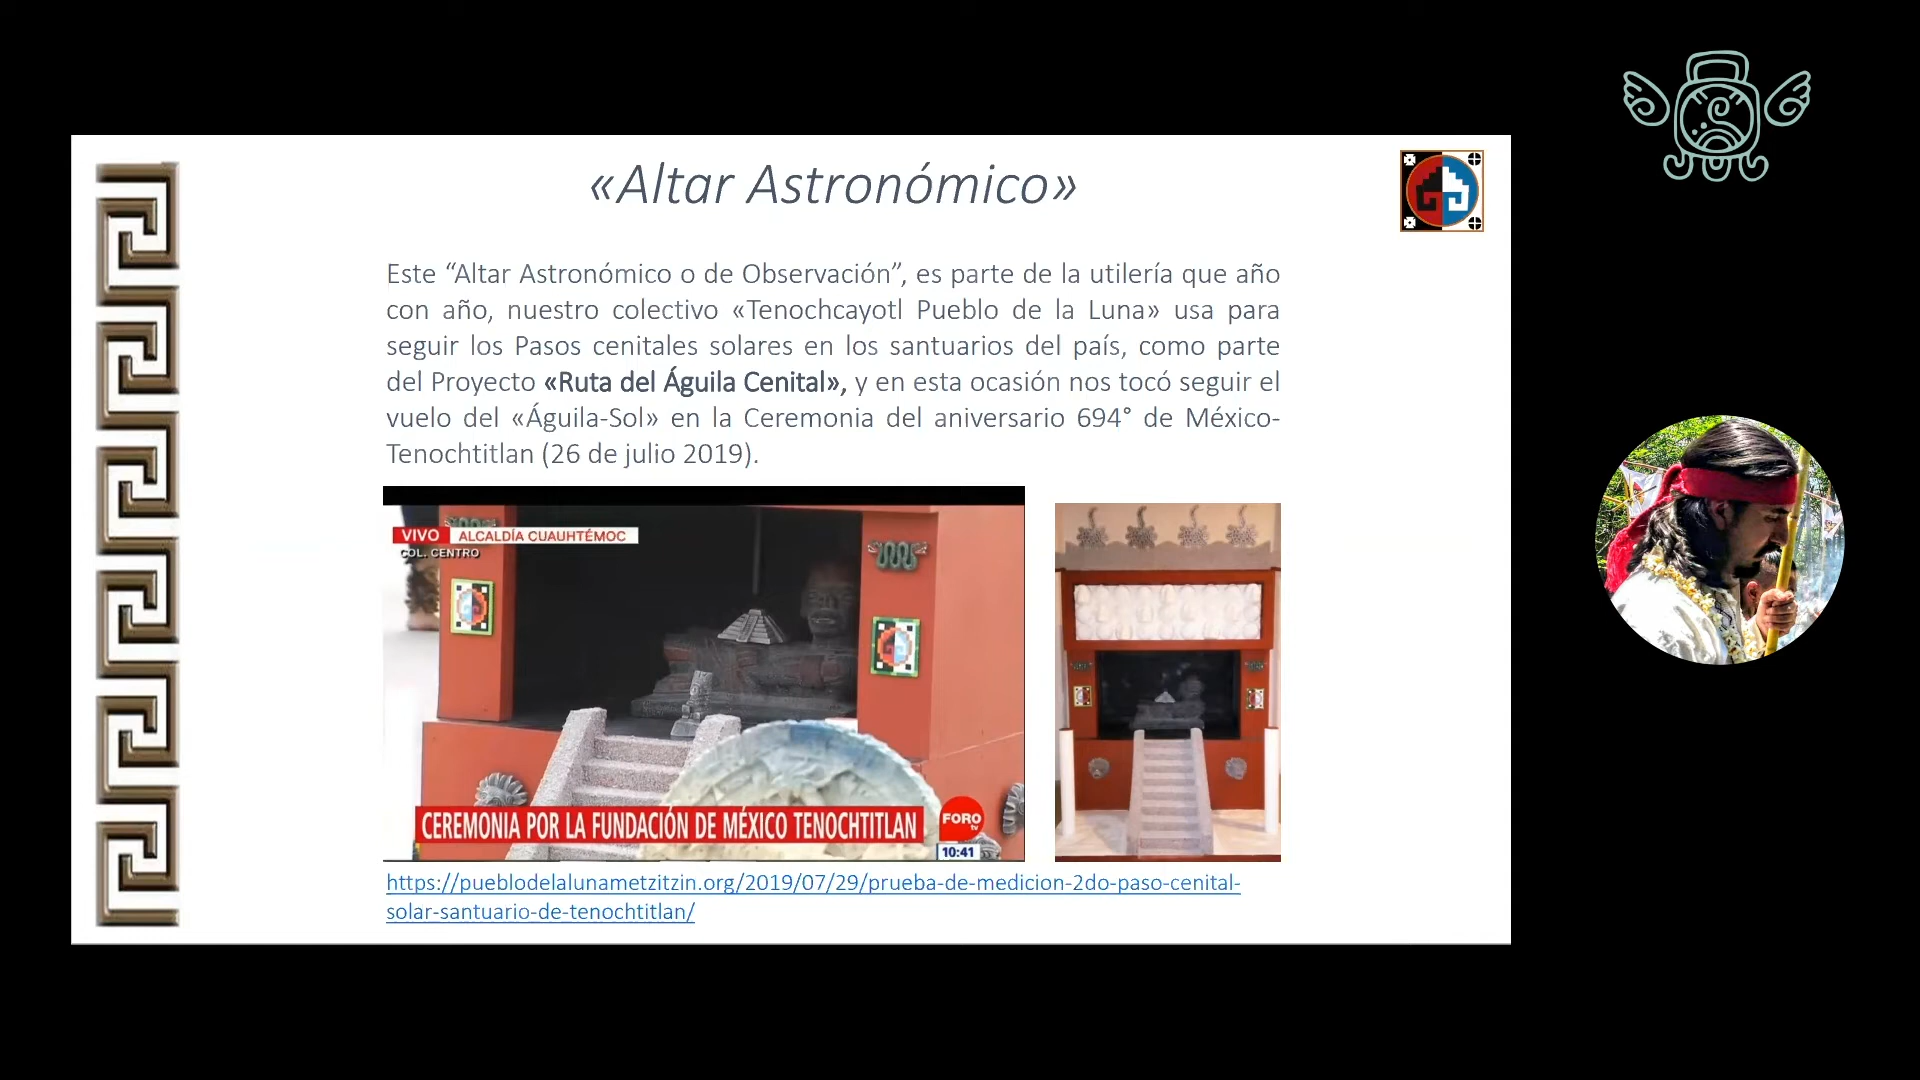 «Altar Astronómico»
Este “Altar Astronómico o de Observación”, es parte de la utilería que año
con año, nuestro colectivo «Tenochcayotl Pueblo de la Luna» usa para
seguir los Pasos cenitales solares en los santuarios del país, como parte
del Proyecto «Ruta del Águila Cenital», y en esta ocasión nos tocó seguir el
vuelo del «Águila-Sol» en la Ceremonia del aniversario 694° de México-
Tenochtitlan (26 de julio 2019).
VIVO ALCALDÍA CUAUHTÉMOC
COL. CENTRO
CEREMONIA POR LA FUNDACIÓN DE MÉXICO TENOCHTITLAN
FORO
tv
10:41
https://pueblodelalunametzitzin.org/2019/07/29/prueba-de-medicion-2do-paso-cenital-
solar-santuario-de-tenochtitlan/